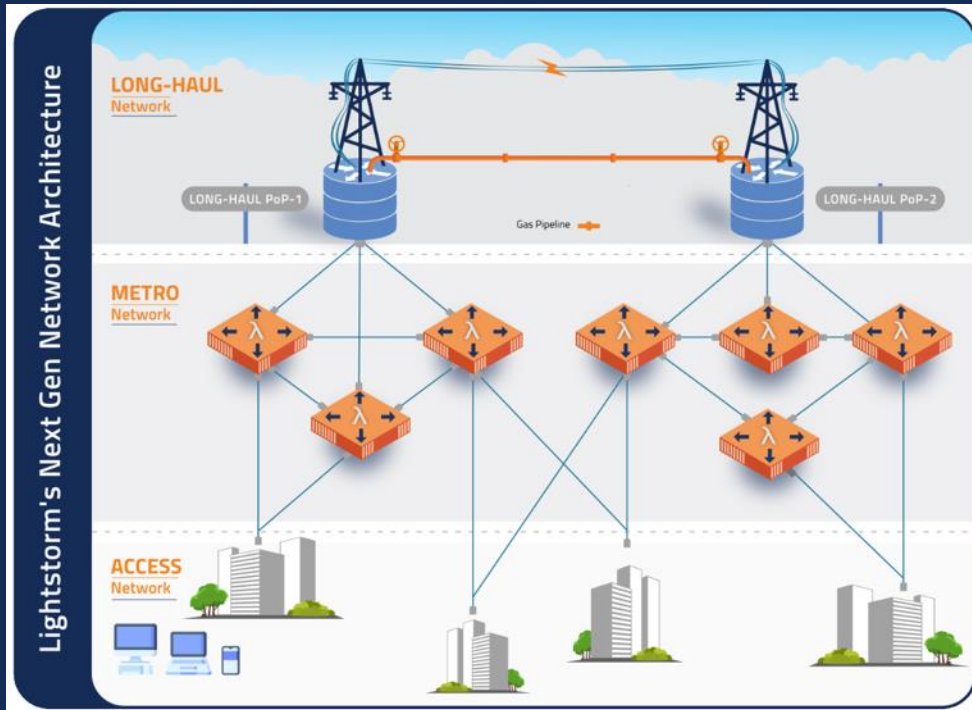 Lightstorm's Next Gen Network Architecture
LONG-HAUL
Network
LONG-HAUL PoP-1
LONG-HAUL PoP-2
Gas Pipeline
METRO
Network
λ
λ
λ
λ
λ
λ
λ
ACCESS
Network